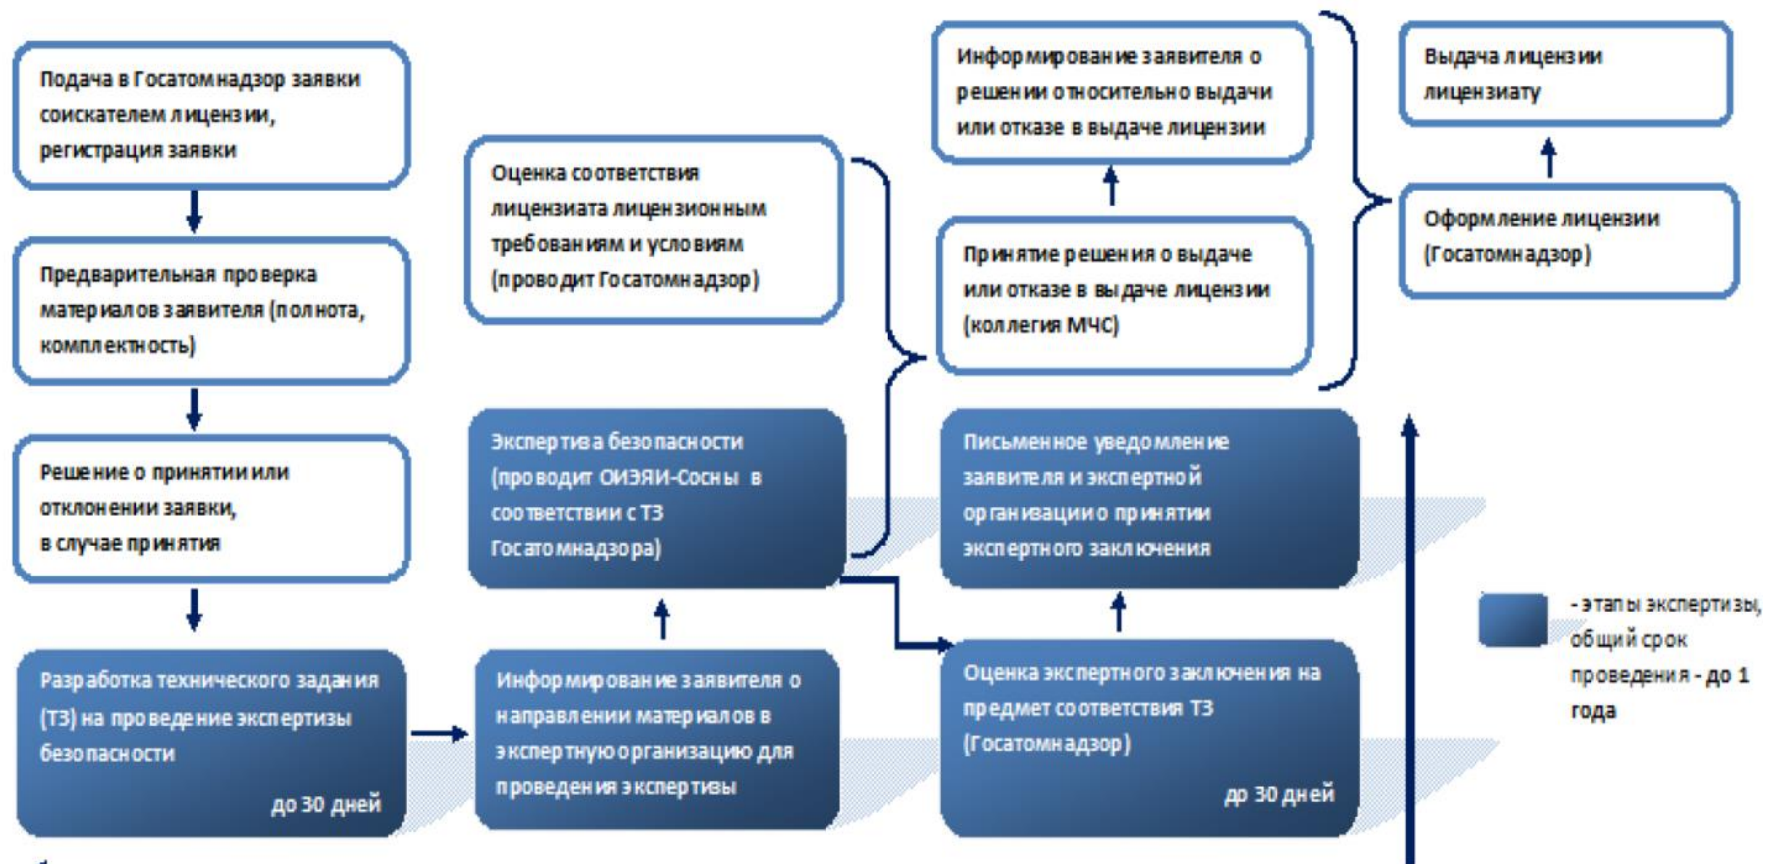 Подача в Госатомнадзор заявки
соискателем лицензии,
регистрация заявки
Предварительная проверка
материалов заявителя (полнота,
комплектность)
Решение о принятии или
отклонении заявки,
в случае принятия
Разработка технического задания
(ТЗ) на проведение экспертизы
безопасности
до 30 дней
Оценка соответствия
лицензиата лицензионным
требованиям и условиям
(проводит Госатомнадзор)
Экспертиза безопасности
(проводит ОИЭЯИ-Сосны в
соответствии с ТЗ
Госатомнадзора)
Информирование заявителя о
направлении материалов в
экспертную организацию для
проведения экспертизы
Информирование заявителя о
решении относительно выдачи
или отказе в выдаче лицензии
Принятие решения о выдаче
или отказе в выдаче лицензии
(коллегия МЧС)
Письменное уведомление
заявителя и экспертной
организации о принятии
экспертного заключения
Оценка экспертного заключения на
предмет соответствия ТЗ
(Госатомнадзор)
до 30 дней
Выдача лицензии
лицензиату
Оформление лицензии
(Госатомнадзор)
- этапы экспертизы,
общий срок
проведения - до 1
года